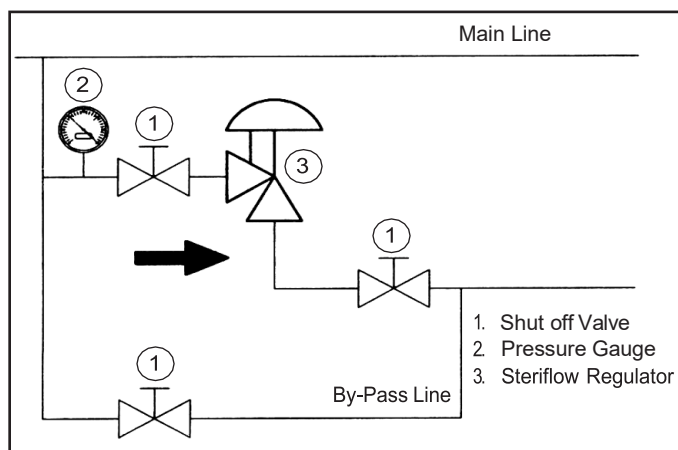 Main Line
2
1
3
1
1. Shut off Valve
2. Pressure Gauge
3. Steriflow Regulator
1
By-Pass Line